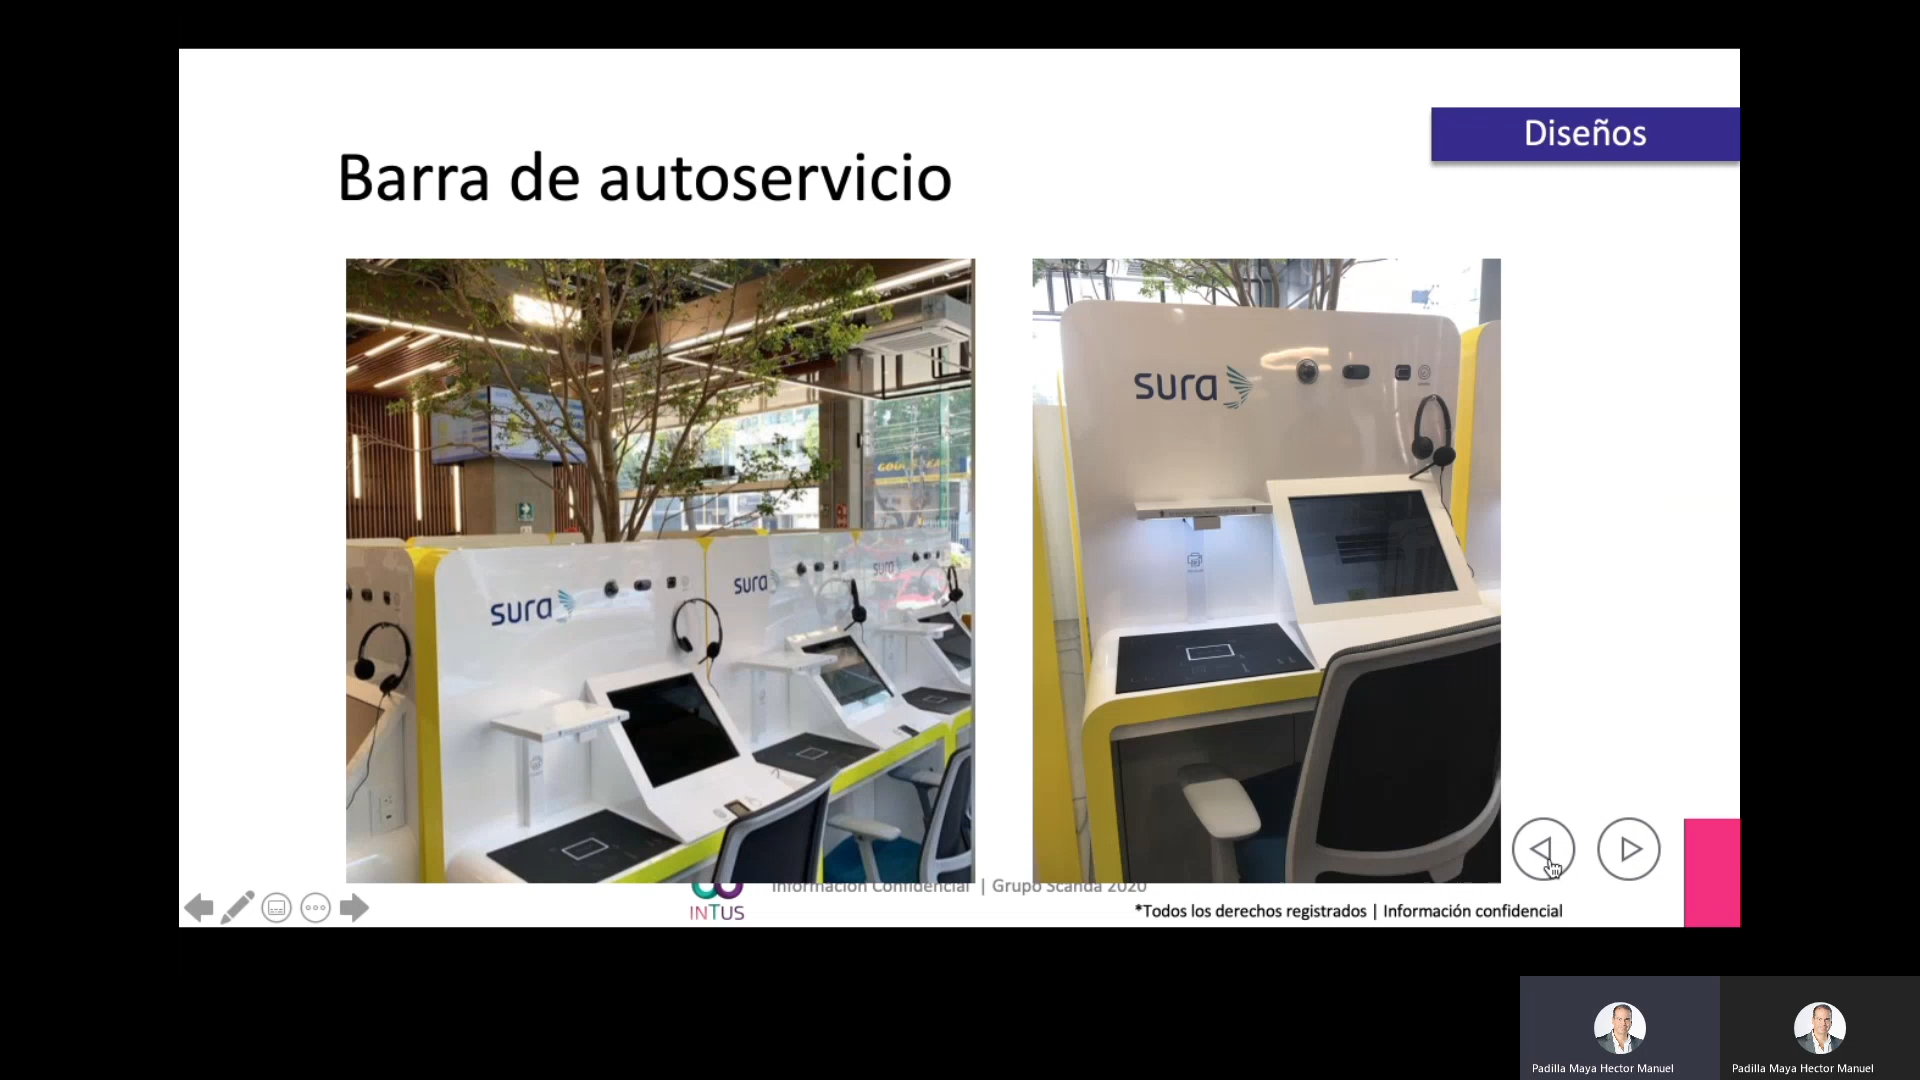 Diseños
Barra de autoservicio
sura
sura
sura
sura
Información Confidencial | Grupo Scanda 2020
INTUS
*Todos los derechos registrados | Información confidencial
Padilla Maya Hector Manuel
Padilla Maya Hector Manuel